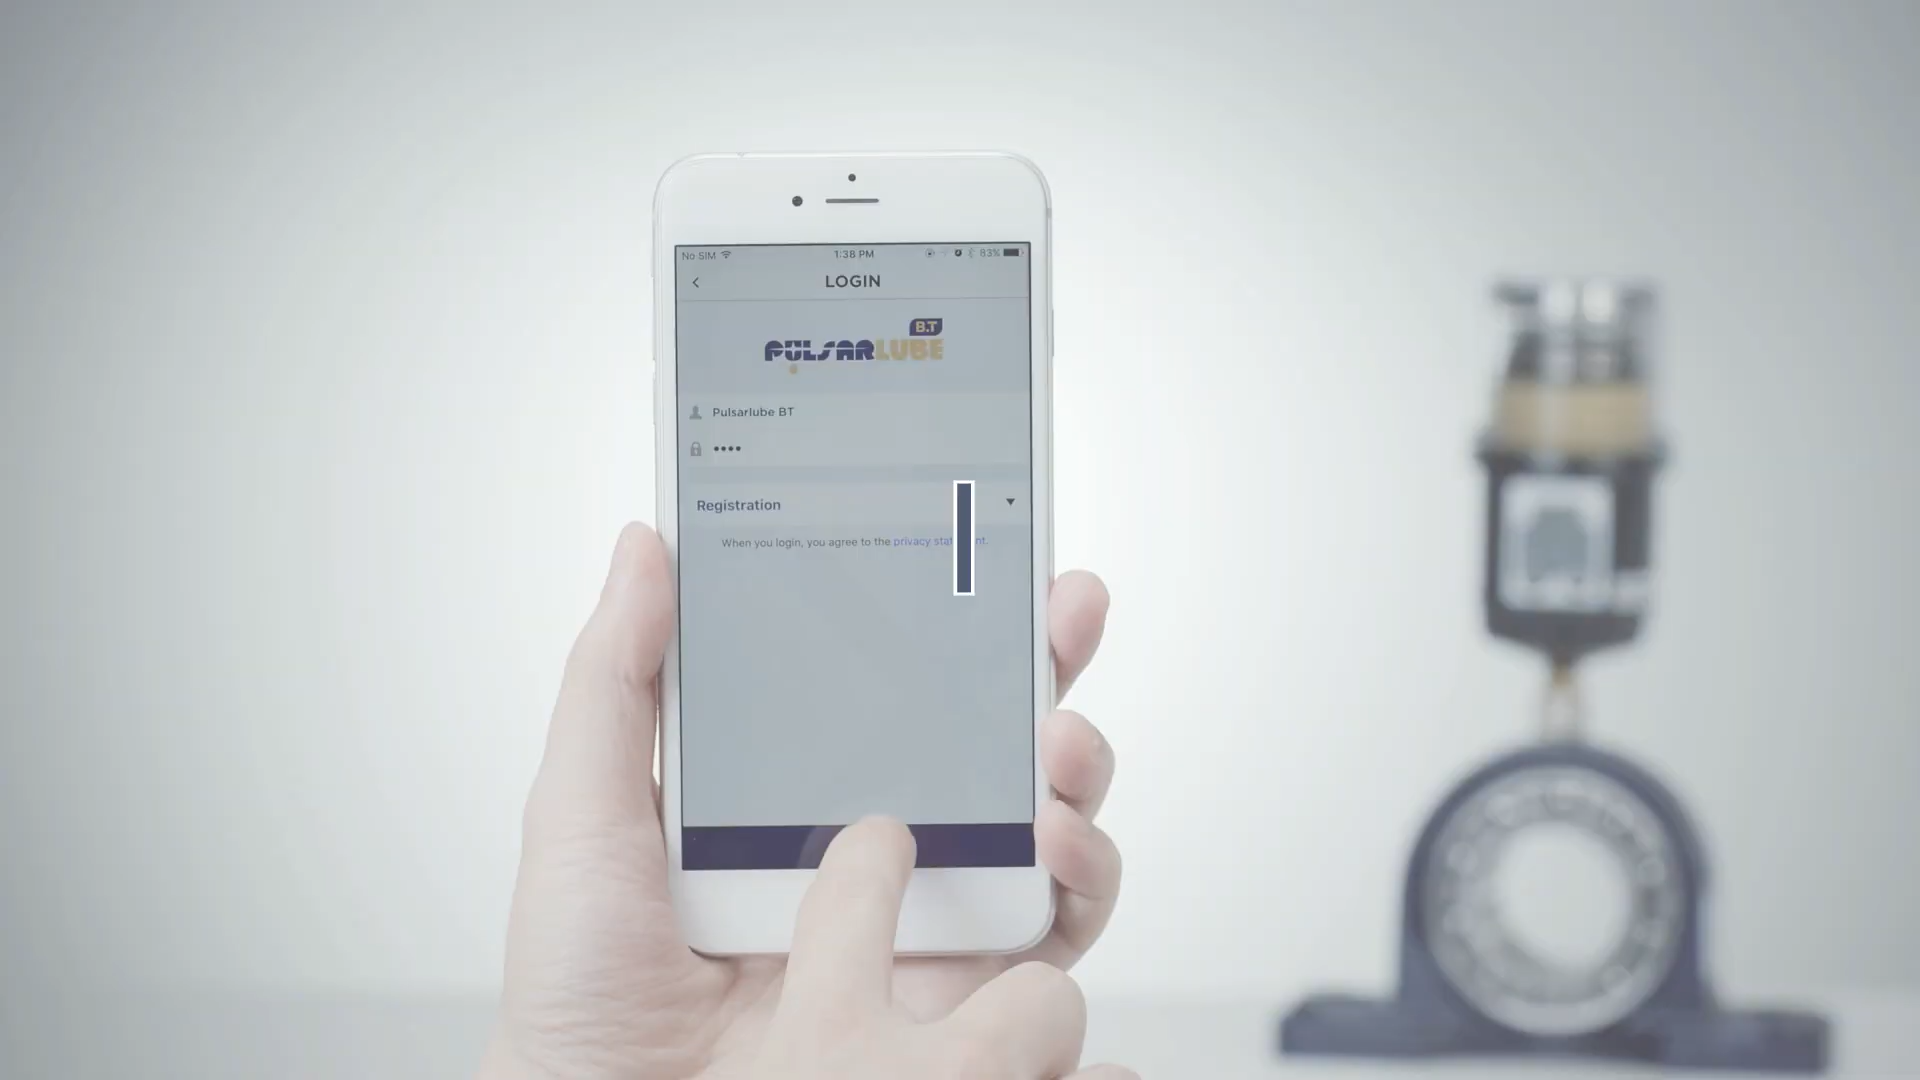 No SIM
1:38 PM
83%
LOGIN
B.T
PULSARLUBE
Pulsarlube BT
••••
Registration
When you login, you agree to the privacy